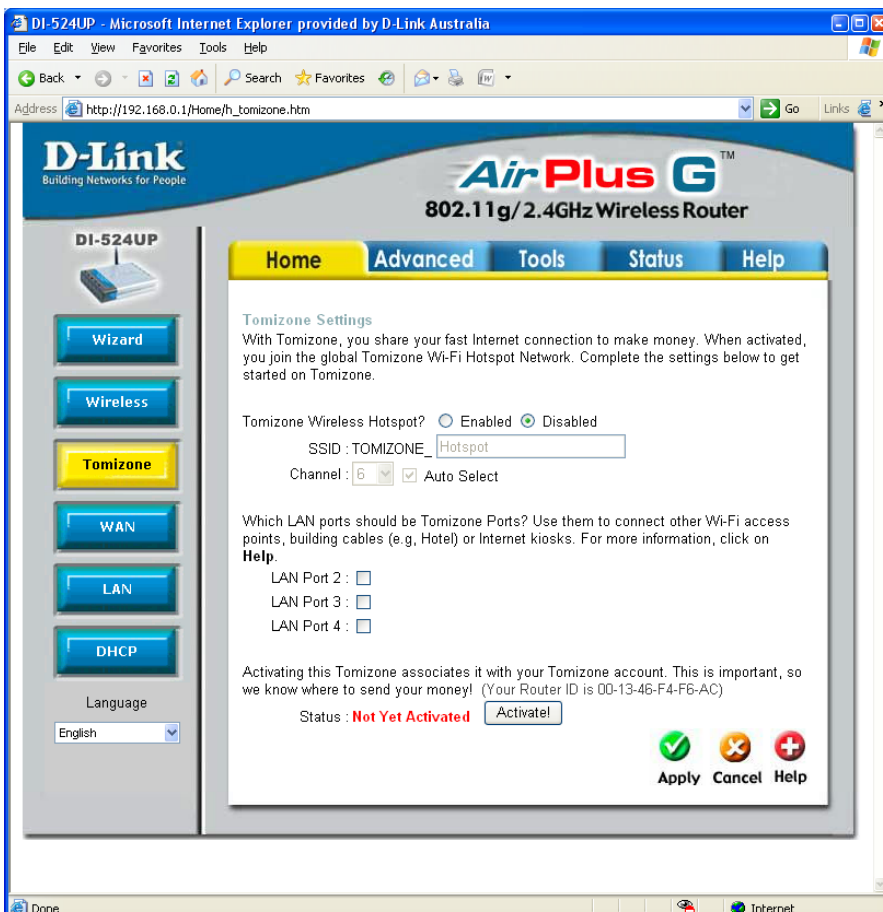 DI-524UP - Microsoft Internet Explorer provided by D-Link Australia
File Edit View Favorites Tools Help
Back Search Favorites
Address http://192.168.0.1/Home/h_tomizone.htm Go Links
D-Link
Building Networks for People
AirPlus G™
802.11g/2.4GHz Wireless Router
DI-524UP
Home Advanced Tools Status Help
Wizard
Wireless
Tomizone
WAN
LAN
DHCP
Language
English
Tomizone Settings
With Tomizone, you share your fast Internet connection to make money. When activated,
you join the global Tomizone Wi-Fi Hotspot Network. Complete the settings below to get
started on Tomizone.
Tomizone Wireless Hotspot? Enabled Disabled
SSID : TOMIZONE_ Hotspot
Channel : 6 Auto Select
Which LAN ports should be Tomizone Ports? Use them to connect other Wi-Fi access
points, building cables (e.g, Hotel) or Internet kiosks. For more information, click on
Help.
LAN Port 2 :
LAN Port 3 :
LAN Port 4 :
Activating this Tomizone associates it with your Tomizone account. This is important, so
we know where to send your money! (Your Router ID is 00-13-46-F4-F6-AC)
Status : Not Yet Activated Activate!
Apply Cancel Help
Done Internet